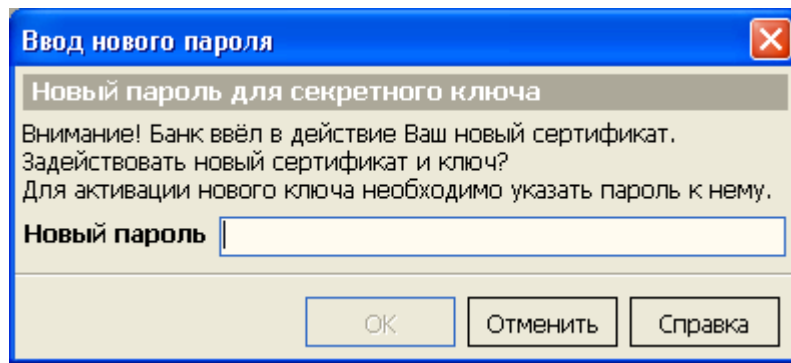 Ввод нового пароля
Новый пароль для секретного ключа
Внимание! Банк ввёл в действие Ваш новый сертификат.
Задействовать новый сертификат и ключ?
Для активации нового ключа необходимо указать пароль к нему.
Новый пароль
ОК Отменить Справка